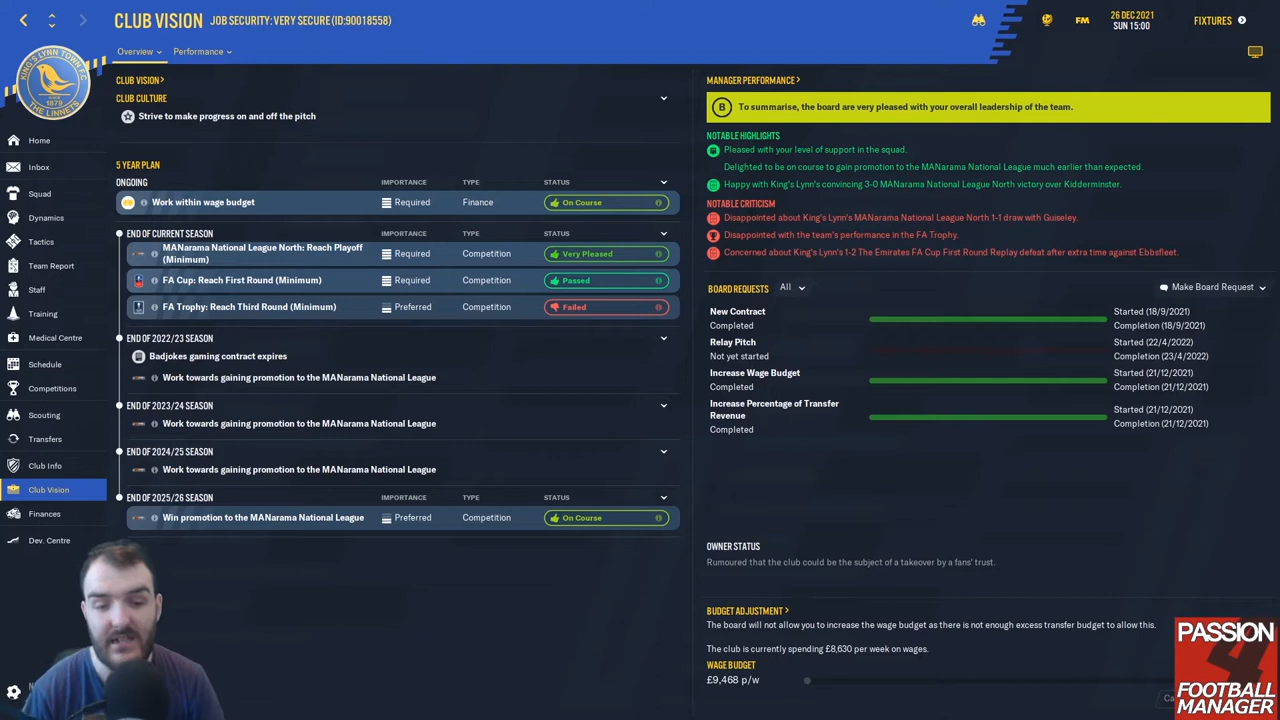 CLUB VISION JOB SECURITY: VERY SECURE (ID:90018558)
FM
26 DEC 2021
SUN 15:00
FIXTURES
Overview
Performance
KING'S LYNN TOWN F.C
1879
THE LINNETS
Home
Inbox
Squad
Dynamics
Tactics
Team Report
Staff
Training
Medical Centre
Schedule
Competitions
Scouting
Transfers
Club Info
Club Vision
Finances
Dev. Centre
CLUB VISION >
CLUB CULTURE
Strive to make progress on and off the pitch
5 YEAR PLAN
ONGOING IMPORTANCE TYPE STATUS
Work within wage budget Required Finance On Course
END OF CURRENT SEASON IMPORTANCE TYPE STATUS
MANarama National League North: Reach Playoff
(Minimum) Required Competition Very Pleased
FA Cup: Reach First Round (Minimum) Required Competition Passed
FA Trophy: Reach Third Round (Minimum) Preferred Competition Failed
END OF 2022/23 SEASON
Badjokes gaming contract expires
Work towards gaining promotion to the MANarama National League
END OF 2023/24 SEASON
Work towards gaining promotion to the MANarama National League
END OF 2024/25 SEASON
Work towards gaining promotion to the MANarama National League
END OF 2025/26 SEASON IMPORTANCE TYPE STATUS
Win promotion to the MANarama National League Preferred Competition On Course
MANAGER PERFORMANCE >
B To summarise, the board are very pleased with your overall leadership of the team.
NOTABLE HIGHLIGHTS
Pleased with your level of support in the squad.
Delighted to be on course to gain promotion to the MANarama National League much earlier than expected.
Happy with King's Lynn's convincing 3-0 MANarama National League North victory over Kidderminster.
NOTABLE CRITICISM
Disappointed about King's Lynn's MANarama National League North 1-1 draw with Guiseley.
Disappointed with the team's performance in the FA Trophy.
Concerned about King's Lynn's 1-2 The Emirates FA Cup First Round Replay defeat after extra time against Ebbsfleet.
BOARD REQUESTS All Make Board Request
New Contract Started (18/9/2021)
Completed Completion (18/9/2021)
Relay Pitch Started (22/4/2022)
Not yet started Completion (23/4/2022)
Increase Wage Budget Started (21/12/2021)
Completed Completion (21/12/2021)
Increase Percentage of Transfer
Revenue Started (21/12/2021)
Completed Completion (21/12/2021)
OWNER STATUS
Rumoured that the club could be the subject of a takeover by a fans' trust.
BUDGET ADJUSTMENT >
The board will not allow you to increase the wage budget as there is not enough excess transfer budget to allow this.
The club is currently spending £8,630 per week on wages.
WAGE BUDGET
£9,468 p/w
PASSION
4
FOOTBALL
MANAGER